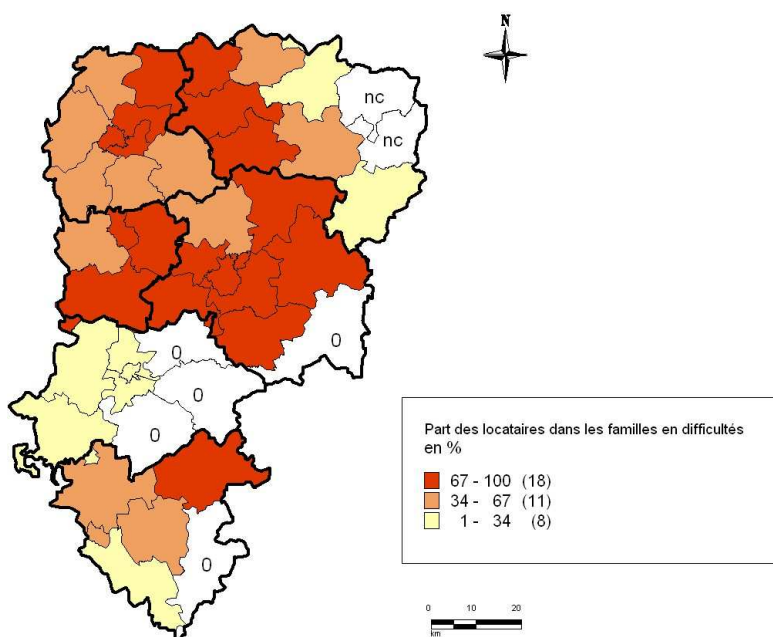 N
nc
nc
0
0
0
0
0
Part des locataires dans les familles en difficultés
en %
67 - 100 (18)
34 - 67 (11)
1 - 34 (8)
0 10 20
km